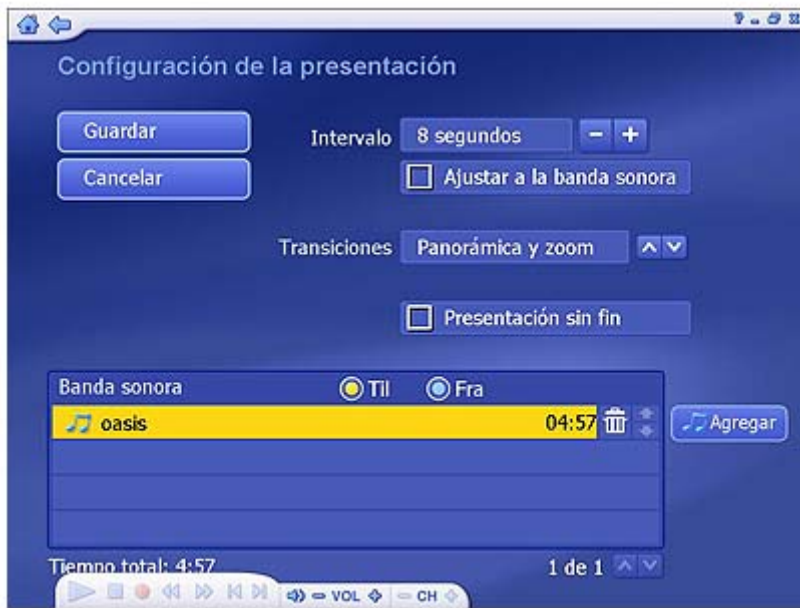 ?
Configuración de la presentación
Guardar
Intervalo 8 segundos - +
Cancelar
Ajustar a la banda sonora
Transiciones Panorámica y zoom
Presentación sin fin
Banda sonora Til Fra
oasis 04:57
Agregar
Tiempo total: 4:57 1 de 1
VOL CH